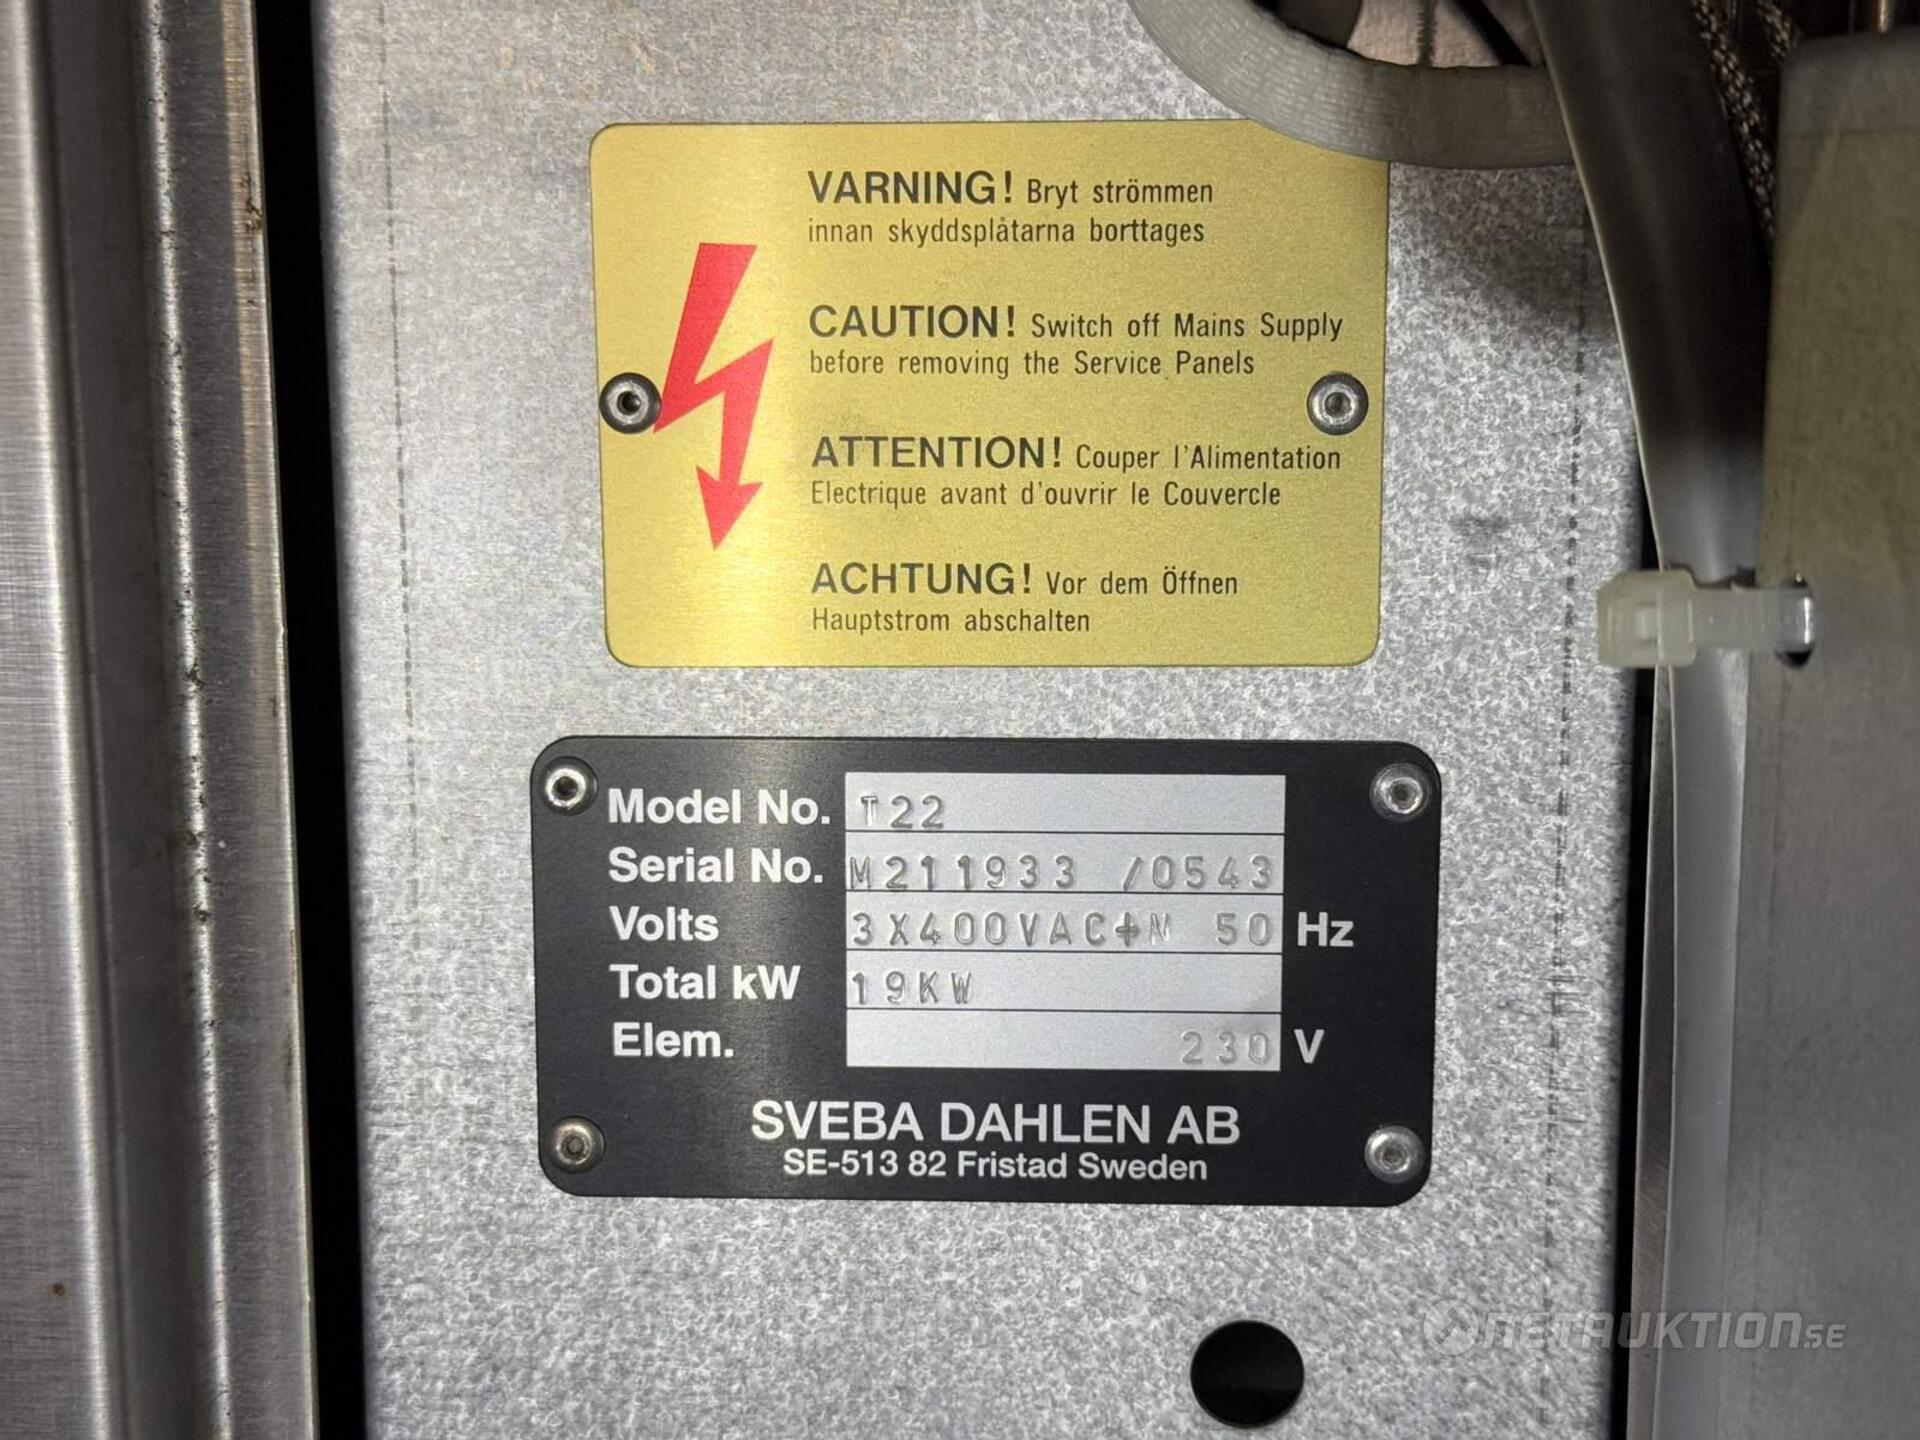 VARNING! Bryt strömmen
innan skyddsplåtarna borttages
CAUTION! Switch off Mains Supply
before removing the Service Panels
ATTENTION! Couper l'Alimentation
Electrique avant d'ouvrir le Couvercle
ACHTUNG! Vor dem Öffnen
Hauptstrom abschalten
Model No. T22
Serial No. M211933 /0543
Volts 3X400VAC+N 50 Hz
Total kW 19KW
Elem. 230 V
SVEBA DAHLEN AB
SE-513 82 Fristad Sweden
NETAUKTION.SE